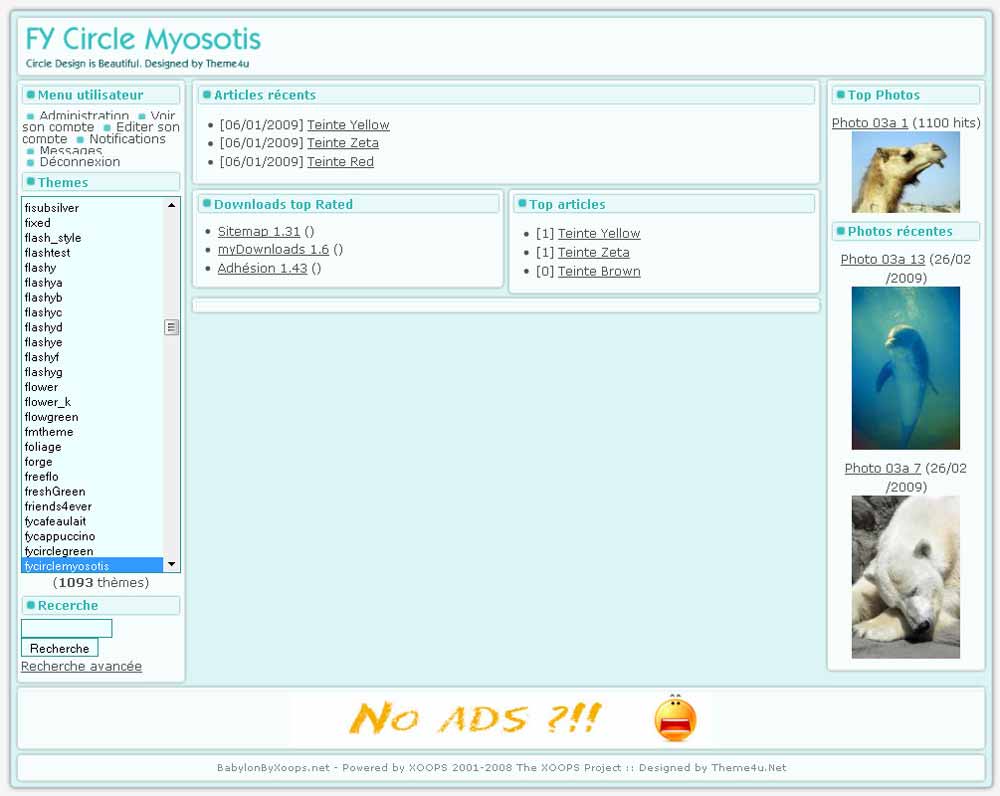 FY Circle Myosotis
Circle Design is Beautiful. Designed by Theme4u
Menu utilisateur
Administration Voir
son compte Editer son
compte Notifications
Messages
Déconnexion
Themes
fisubsilver
fixed
flash_style
flashtest
flashy
flashya
flashyb
flashyc
flashyd
flashye
flashyf
flashyg
flower
flower_k
flowgreen
fmtheme
foliage
forge
freeflo
freshGreen
friends4ever
fycafeaulait
fycappuccino
fycirclegreen
fycirclemyosotis
(1093 thèmes)
Recerche
Recherche
Recherche avancée
Articles récents
[06/01/2009] Teinte Yellow
[06/01/2009] Teinte Zeta
[06/01/2009] Teinte Red
Downloads top Rated
Sitemap 1.31 ()
myDownloads 1.6 ()
Adhésion 1.43 ()
Top articles
[1] Teinte Yellow
[1] Teinte Zeta
[0] Teinte Brown
Top Photos
Photo 03a 1 (1100 hits)
Photos récentes
Photo 03a 13 (26/02
/2009)
Photo 03a 7 (26/02
/2009)
No ADS ?!!
BabylonByXoops.net - Powered by XOOPS 2001-2008 The XOOPS Project :: Designed by Theme4u.Net